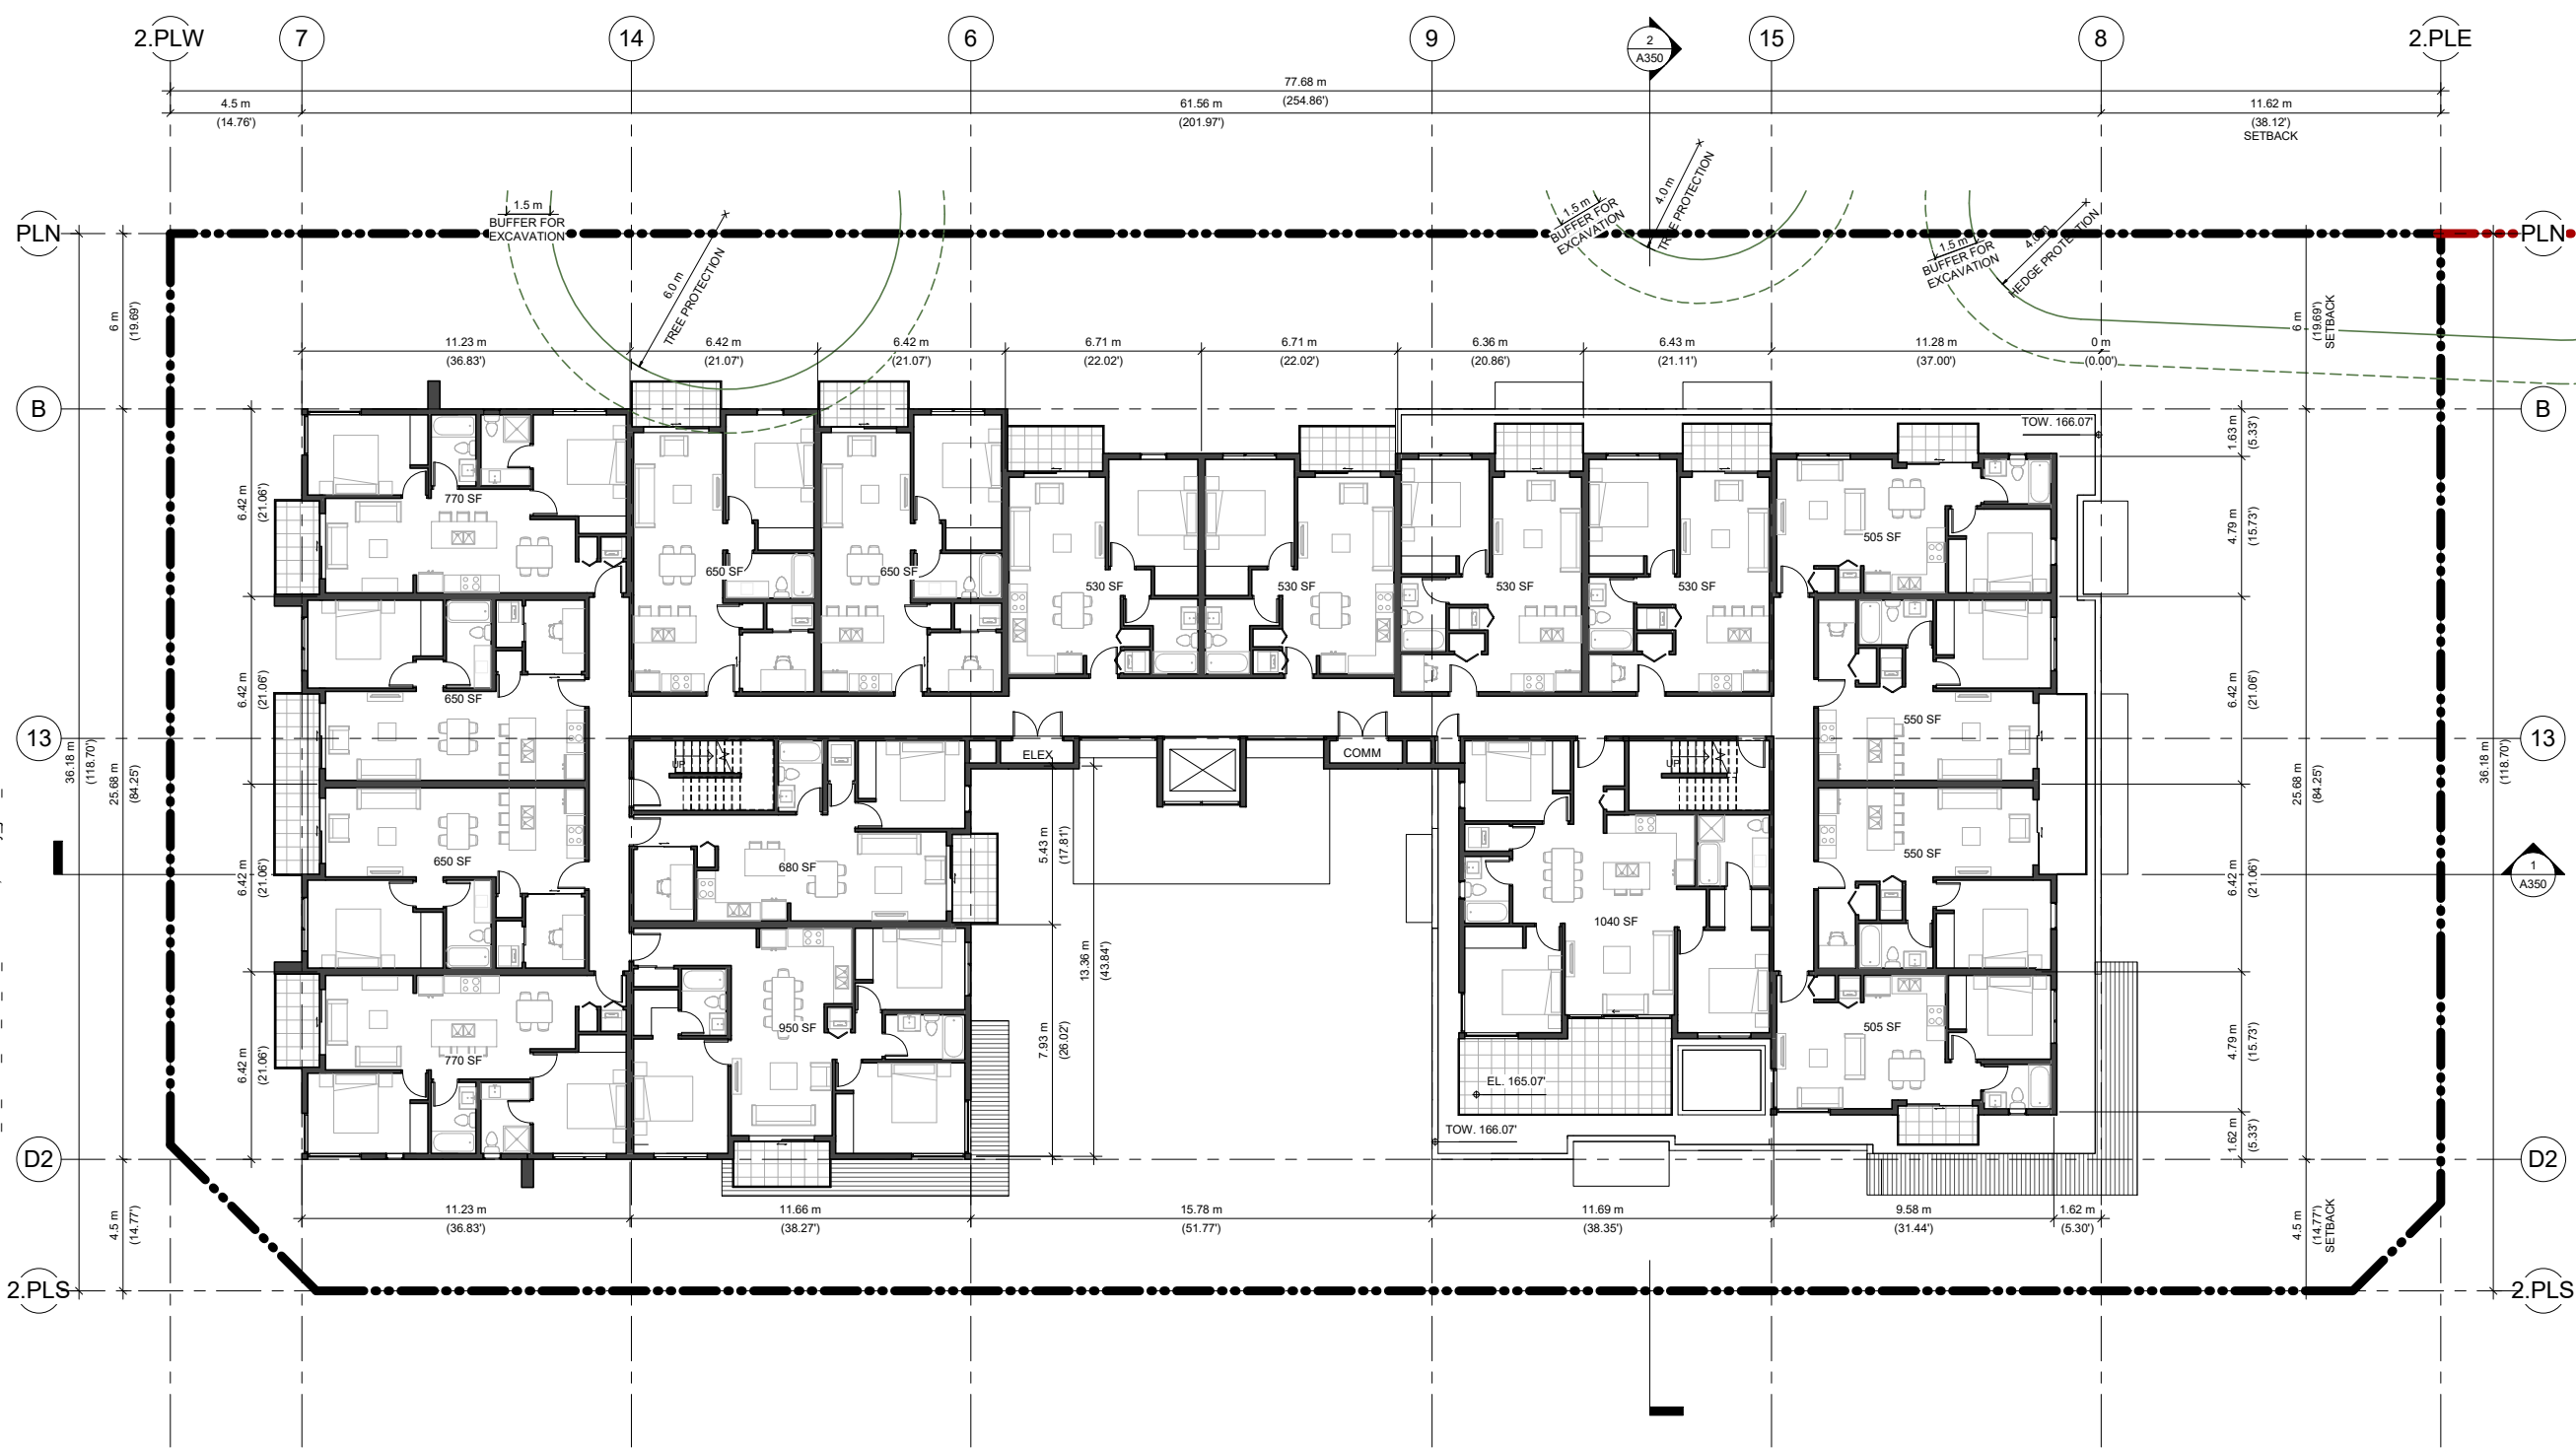 2.PLW
7
14
6
9
2
A350
15
8
2.PLE
77.68 m
(254.86')
4.5 m
(14.76')
61.56 m
(201.97')
11.62 m
(38.12')
SETBACK
1.5 m
BUFFER FOR
EXCAVATION
6.0 m
TREE PROTECTION
1.5 m
BUFFER FOR
EXCAVATION
4.0 m
TREE PROTECTION
1.5 m
BUFFER FOR
EXCAVATION
4.0 m
HEDGE PROTECTION
PLN
PLN
6 m
(19.69')
6 m
(19.69')
SETBACK
11.23 m
(36.83')
6.42 m
(21.07')
6.42 m
(21.07')
6.71 m
(22.02')
6.71 m
(22.02')
6.36 m
(20.86')
6.43 m
(21.11')
11.28 m
(37.00')
0 m
(0.00')
B
B
TOW. 166.07'
1.63 m
(5.33')
6.42 m
(21.06')
770 SF
650 SF
650 SF
530 SF
530 SF
530 SF
530 SF
505 SF
4.79 m
(15.73')
6.42 m
(21.06')
650 SF
550 SF
6.42 m
(21.06')
13
13
36.18 m
(118.70')
25.68 m
(84.25')
UP
ELEX
COMM
UP
25.68 m
(84.25')
36.18 m
(118.70')
6.42 m
(21.06')
650 SF
680 SF
5.43 m
(17.81')
550 SF
6.42 m
(21.06')
1
A350
1040 SF
13.36 m
(43.84')
6.42 m
(21.06')
770 SF
950 SF
7.93 m
(26.02')
505 SF
4.79 m
(15.73')
EL. 165.07'
TOW. 166.07'
1.62 m
(5.33')
D2
D2
4.5 m
(14.77')
11.23 m
(36.83')
11.66 m
(38.27')
15.78 m
(51.77')
11.69 m
(38.35')
9.58 m
(31.44')
1.62 m
(5.30')
4.5 m
(14.77')
SETBACK
2.PLS
2.PLS